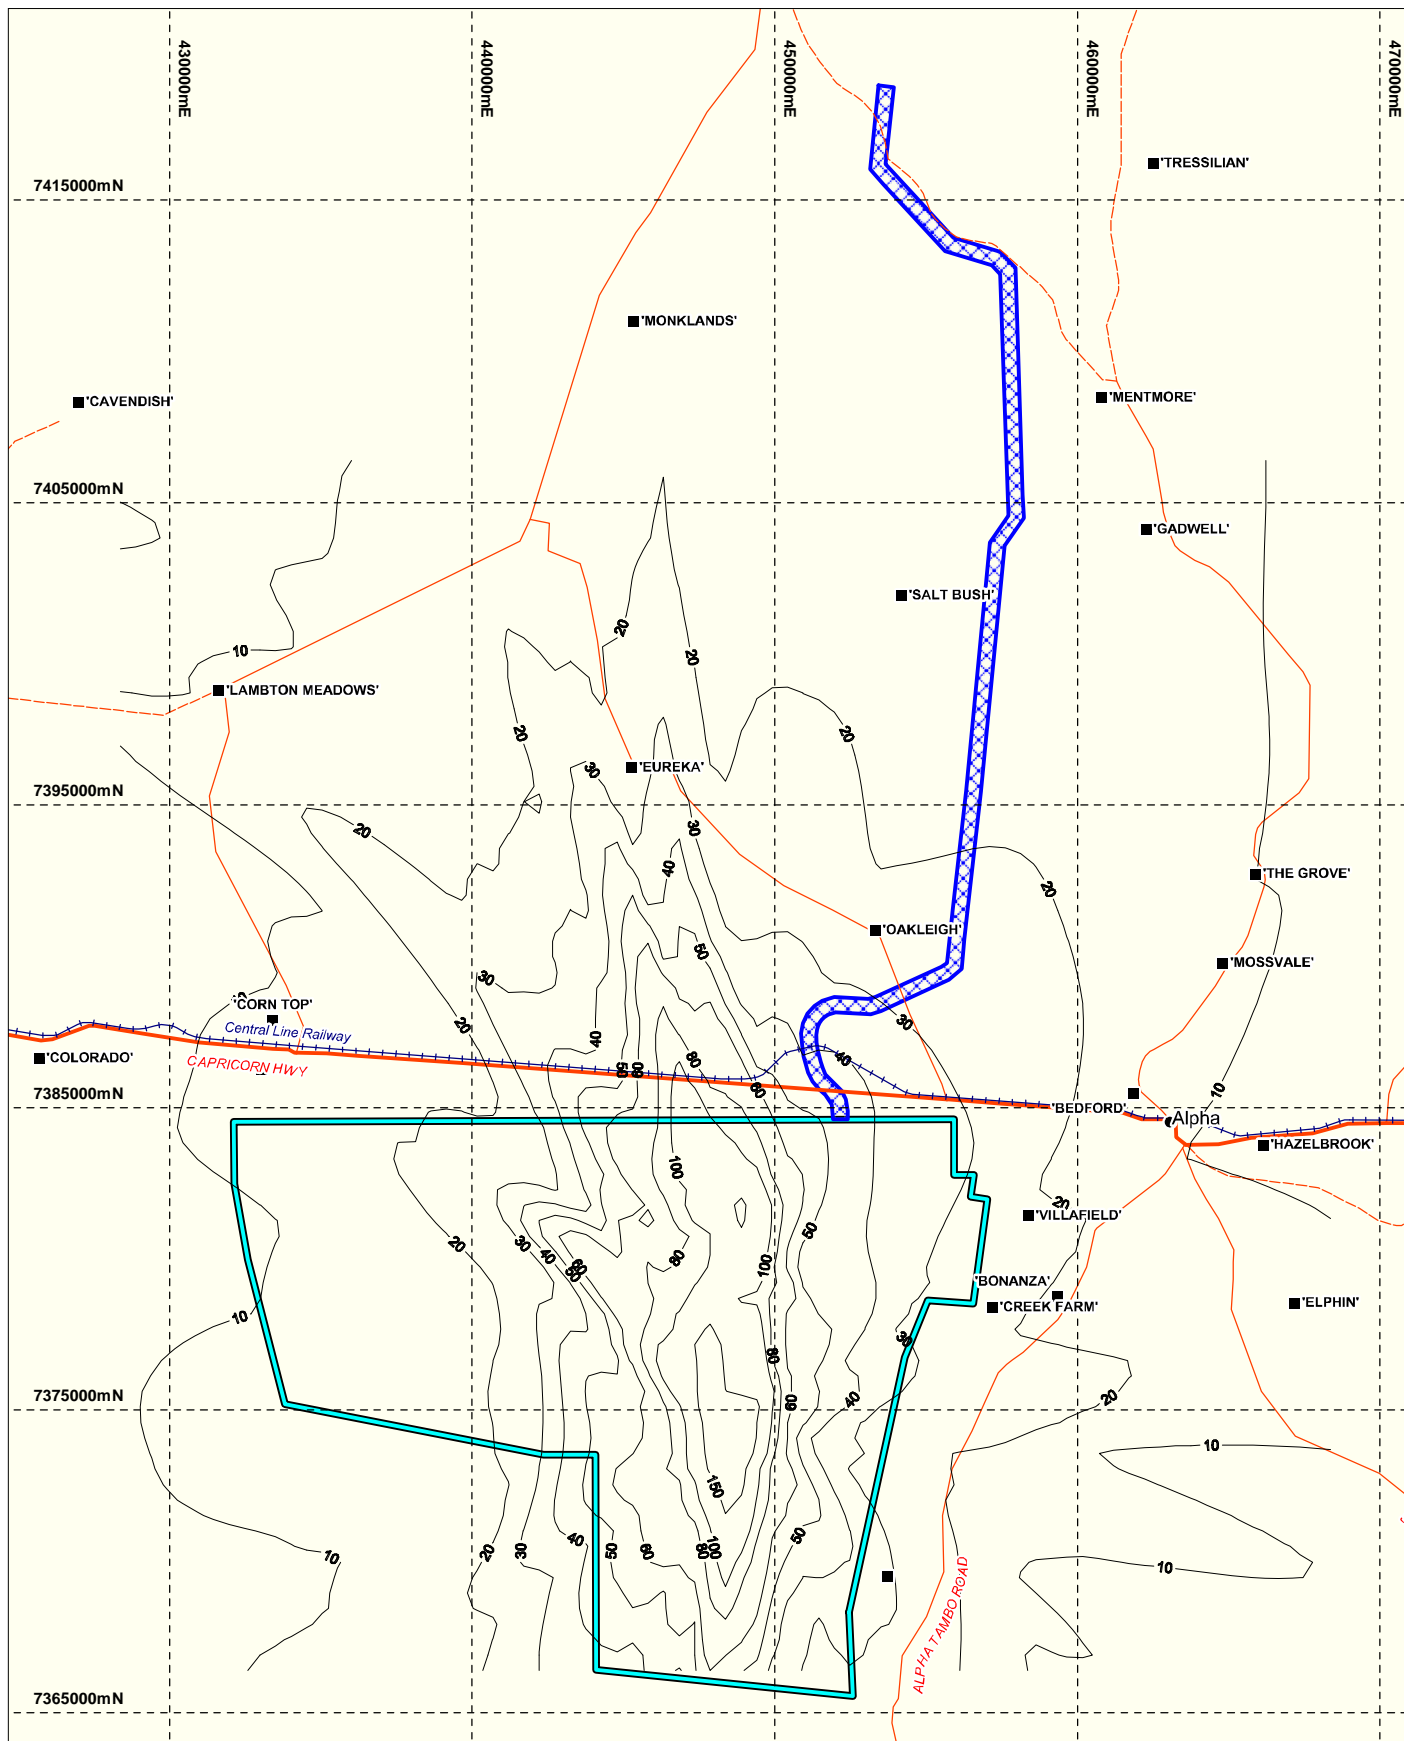 430000mE
440000mE
450000mE
460000mE
470000mE
'TRESSILIAN'
7415000mN
'MONKLANDS'
'CAVENDISH'
'MENTMORE'
7405000mN
'GADWELL'
'SALT BUSH'
20
10
20
'LAMBTON MEADOWS'
20
20
30
'EUREKA'
7395000mN
20
30
40
'THE GROVE'
20
'OAKLEIGH'
50
'MOSSVALE'
30
'CORN TOP'
20
30
Central Line Railway
40
80
40
'COLORADO'
CAPRICORN HWY
50
60
60
10
7385000mN
'BEDFORD'
Alpha
'HAZELBROOK'
100
20
'VILLAFIELD'
50
20
30
40
80
60
50
100
'BONANZA'
'CREEK FARM'
'ELPHIN'
10
30
80
7375000mN
60
40
20
10
150
50
40
10
20
30
50
60
80
100
10
ALPHA TAMBO ROAD
7365000mN